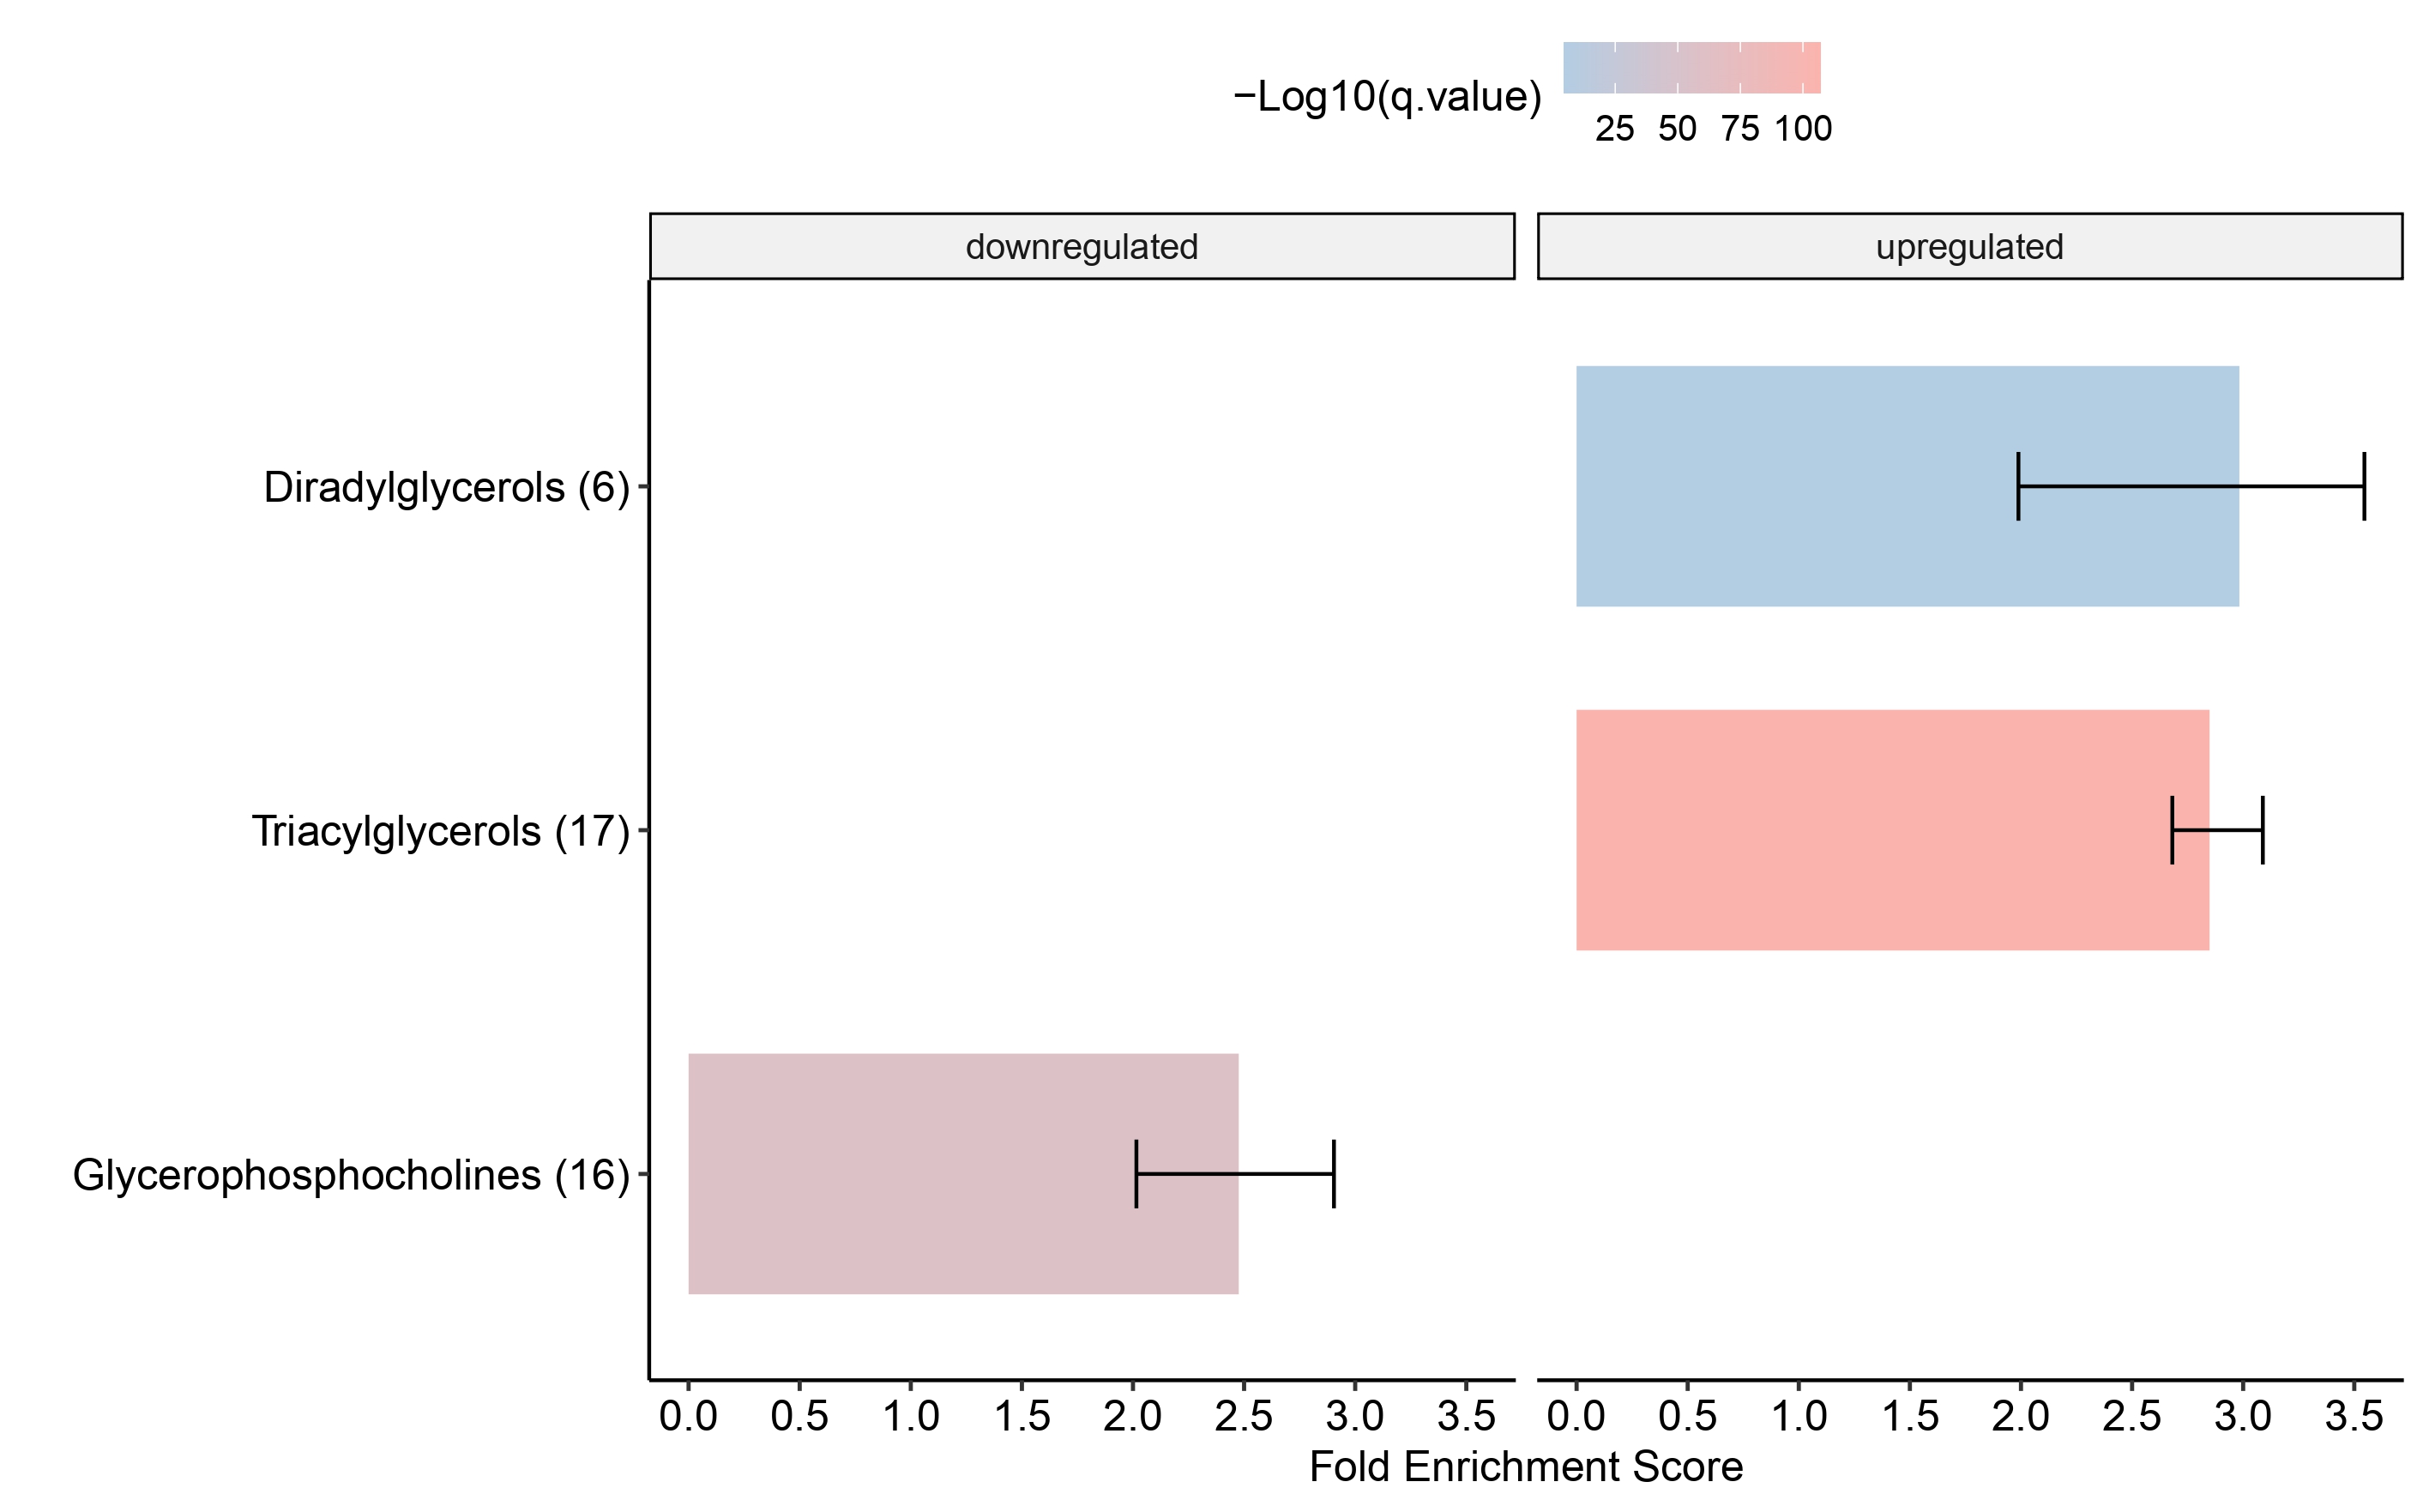 −Log10(q.value)
25 50 75 100
downregulated upregulated
Diradylglycerols (6)
Triacylglycerols (17)
Glycerophosphocholines (16)
0.0 0.5 1.0 1.5 2.0 2.5 3.0 3.5 0.0 0.5 1.0 1.5 2.0 2.5 3.0 3.5
Fold Enrichment Score